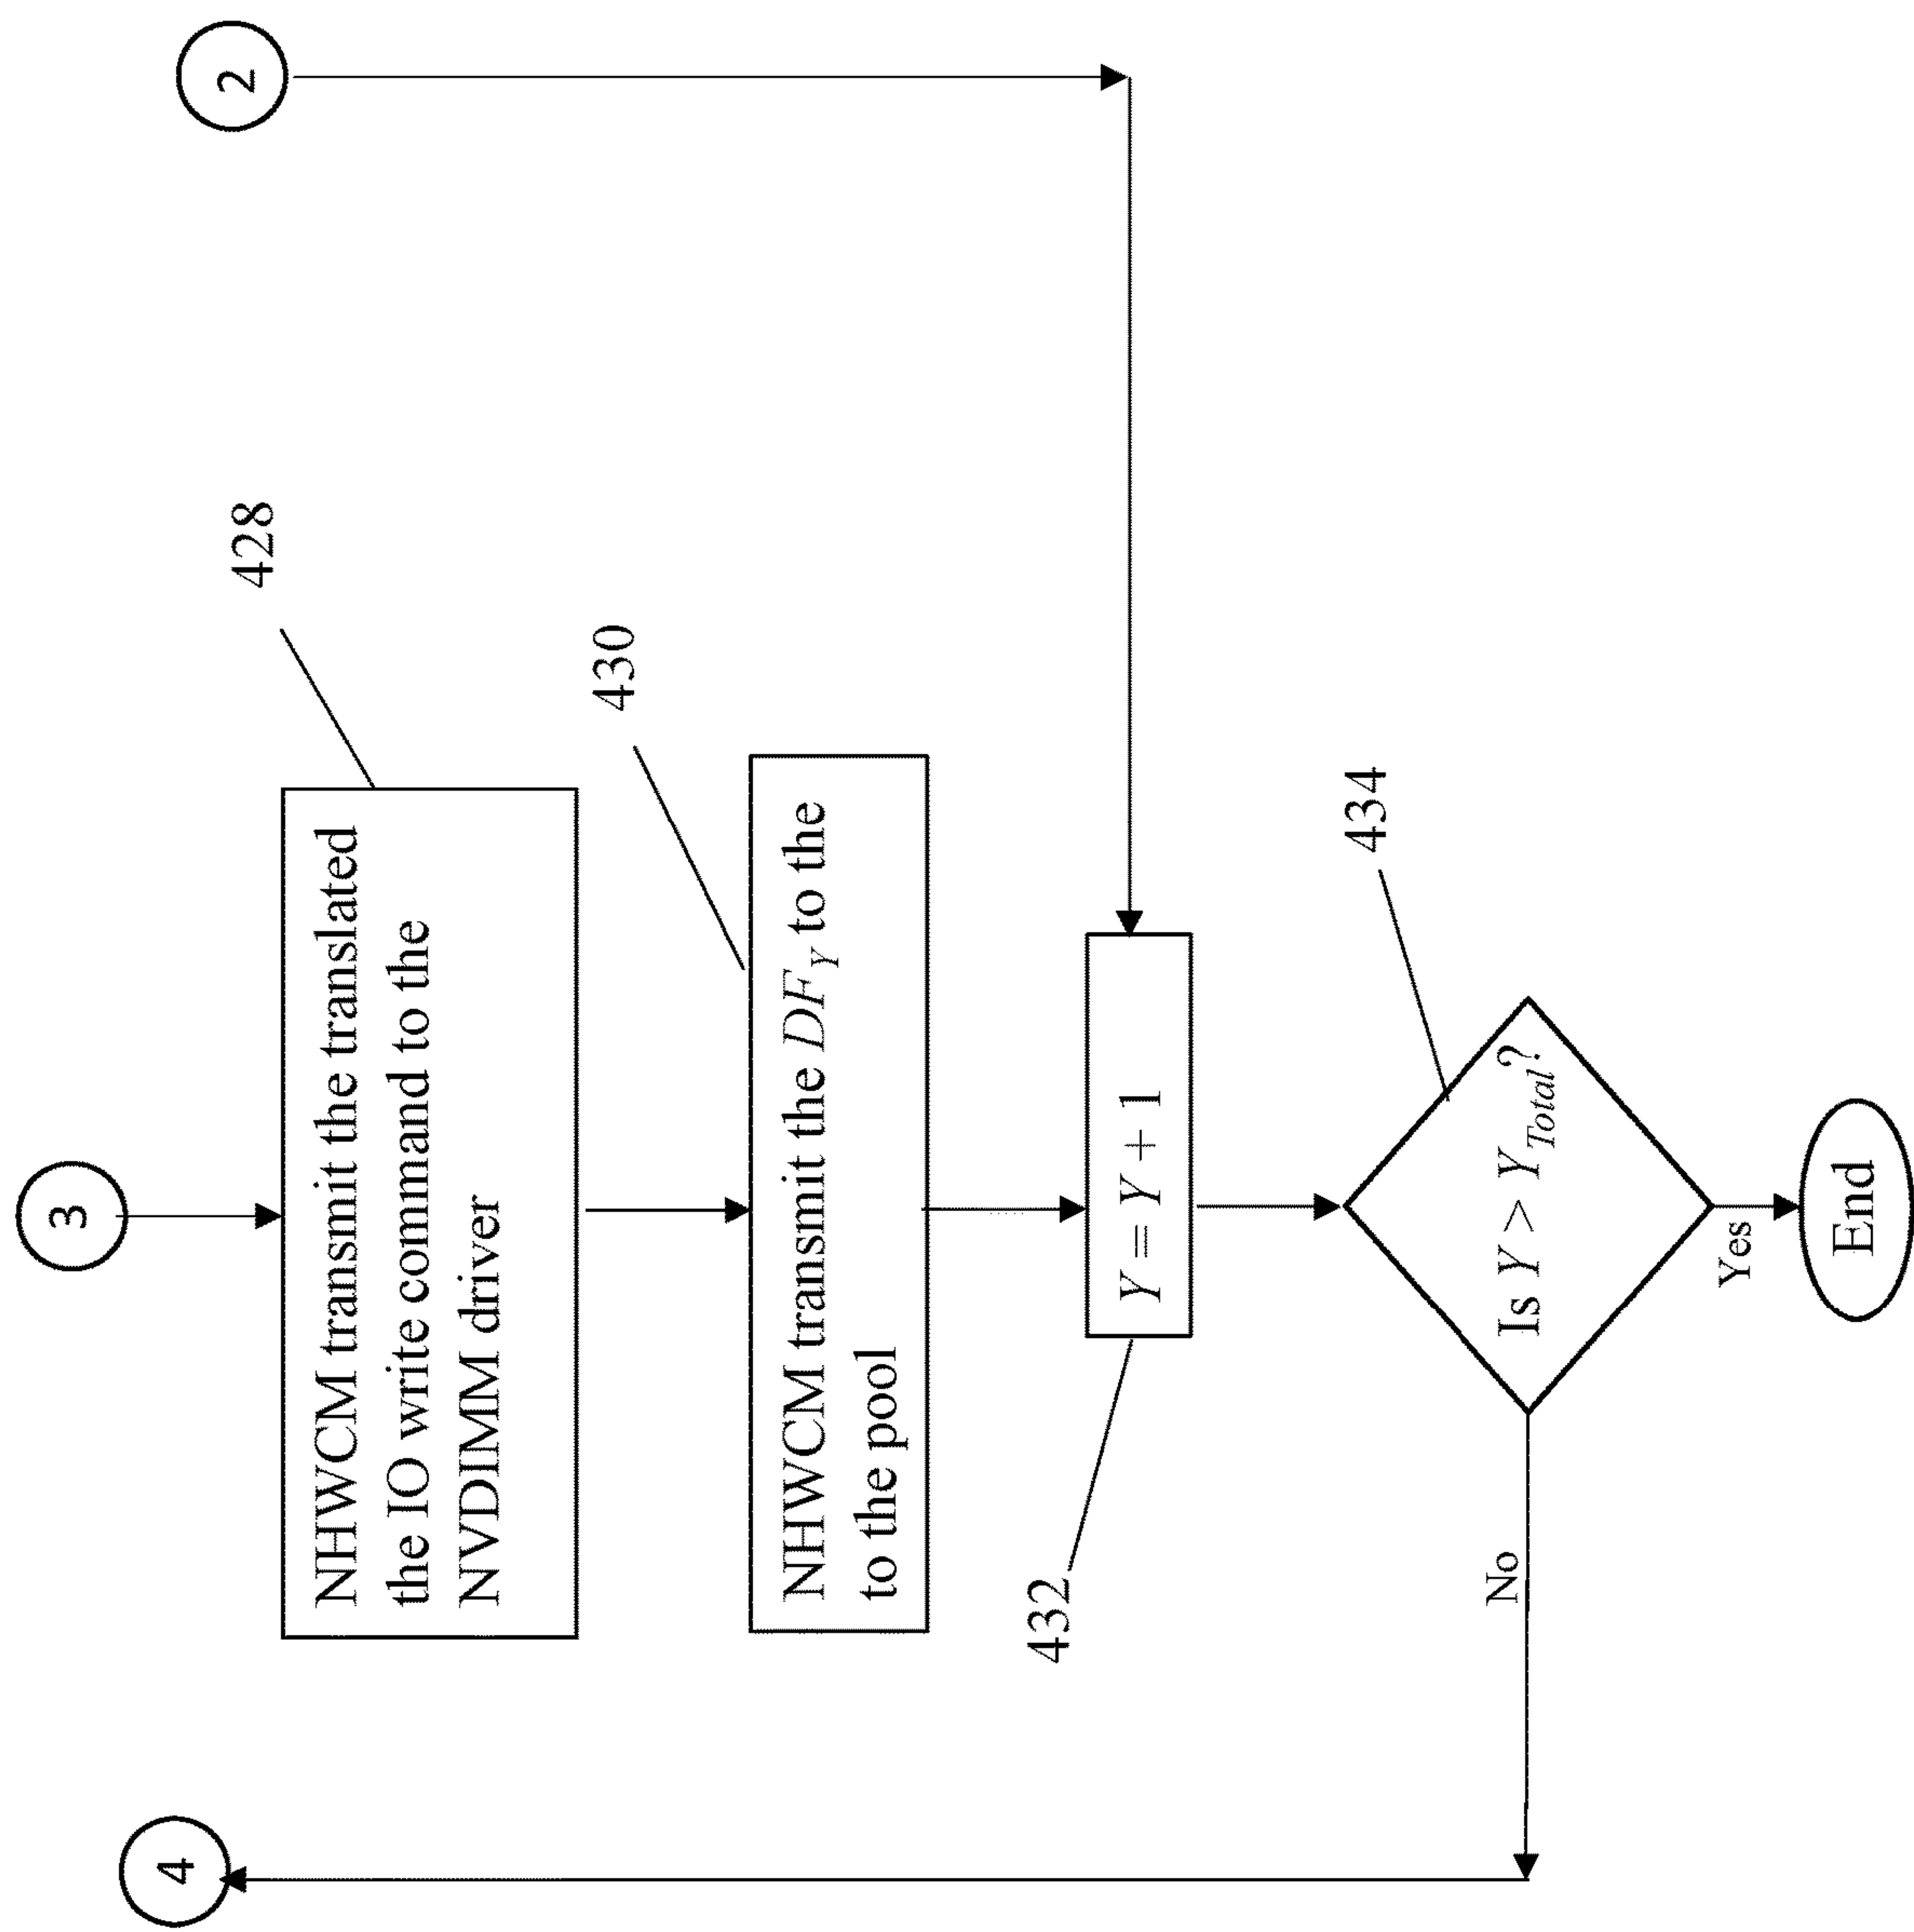 3
2
4
NHWCM transmit the translated
the IO write command to the
NVDIMM driver
428
NHWCM transmit the DF_Y to the
to the pool
430
Y = Y + 1
432
Is Y > Y_Total?
434
No
Yes
End